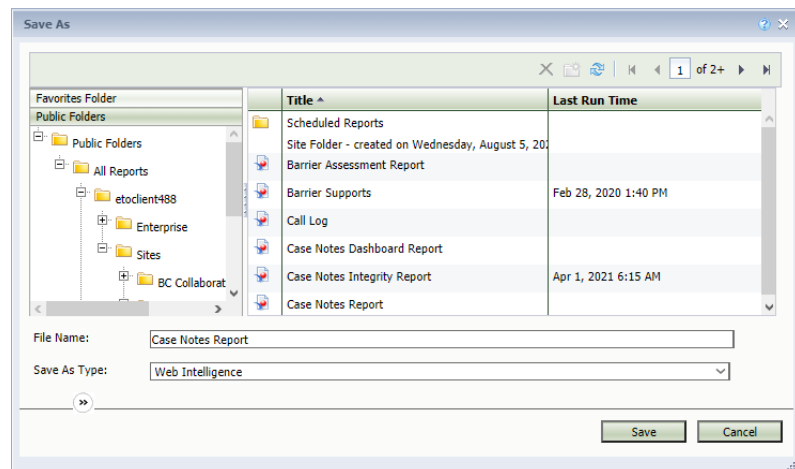 Save As
1 of 2+
Favorites Folder
Public Folders
Public Folders
All Reports
etoclient488
Enterprise
Sites
BC Collaborat
Title Last Run Time
Scheduled Reports
Site Folder - created on Wednesday, August 5, 202
Barrier Assessment Report
Barrier Supports Feb 28, 2020 1:40 PM
Call Log
Case Notes Dashboard Report
Case Notes Integrity Report Apr 1, 2021 6:15 AM
Case Notes Report
File Name: Case Notes Report
Save As Type: Web Intelligence
Save Cancel